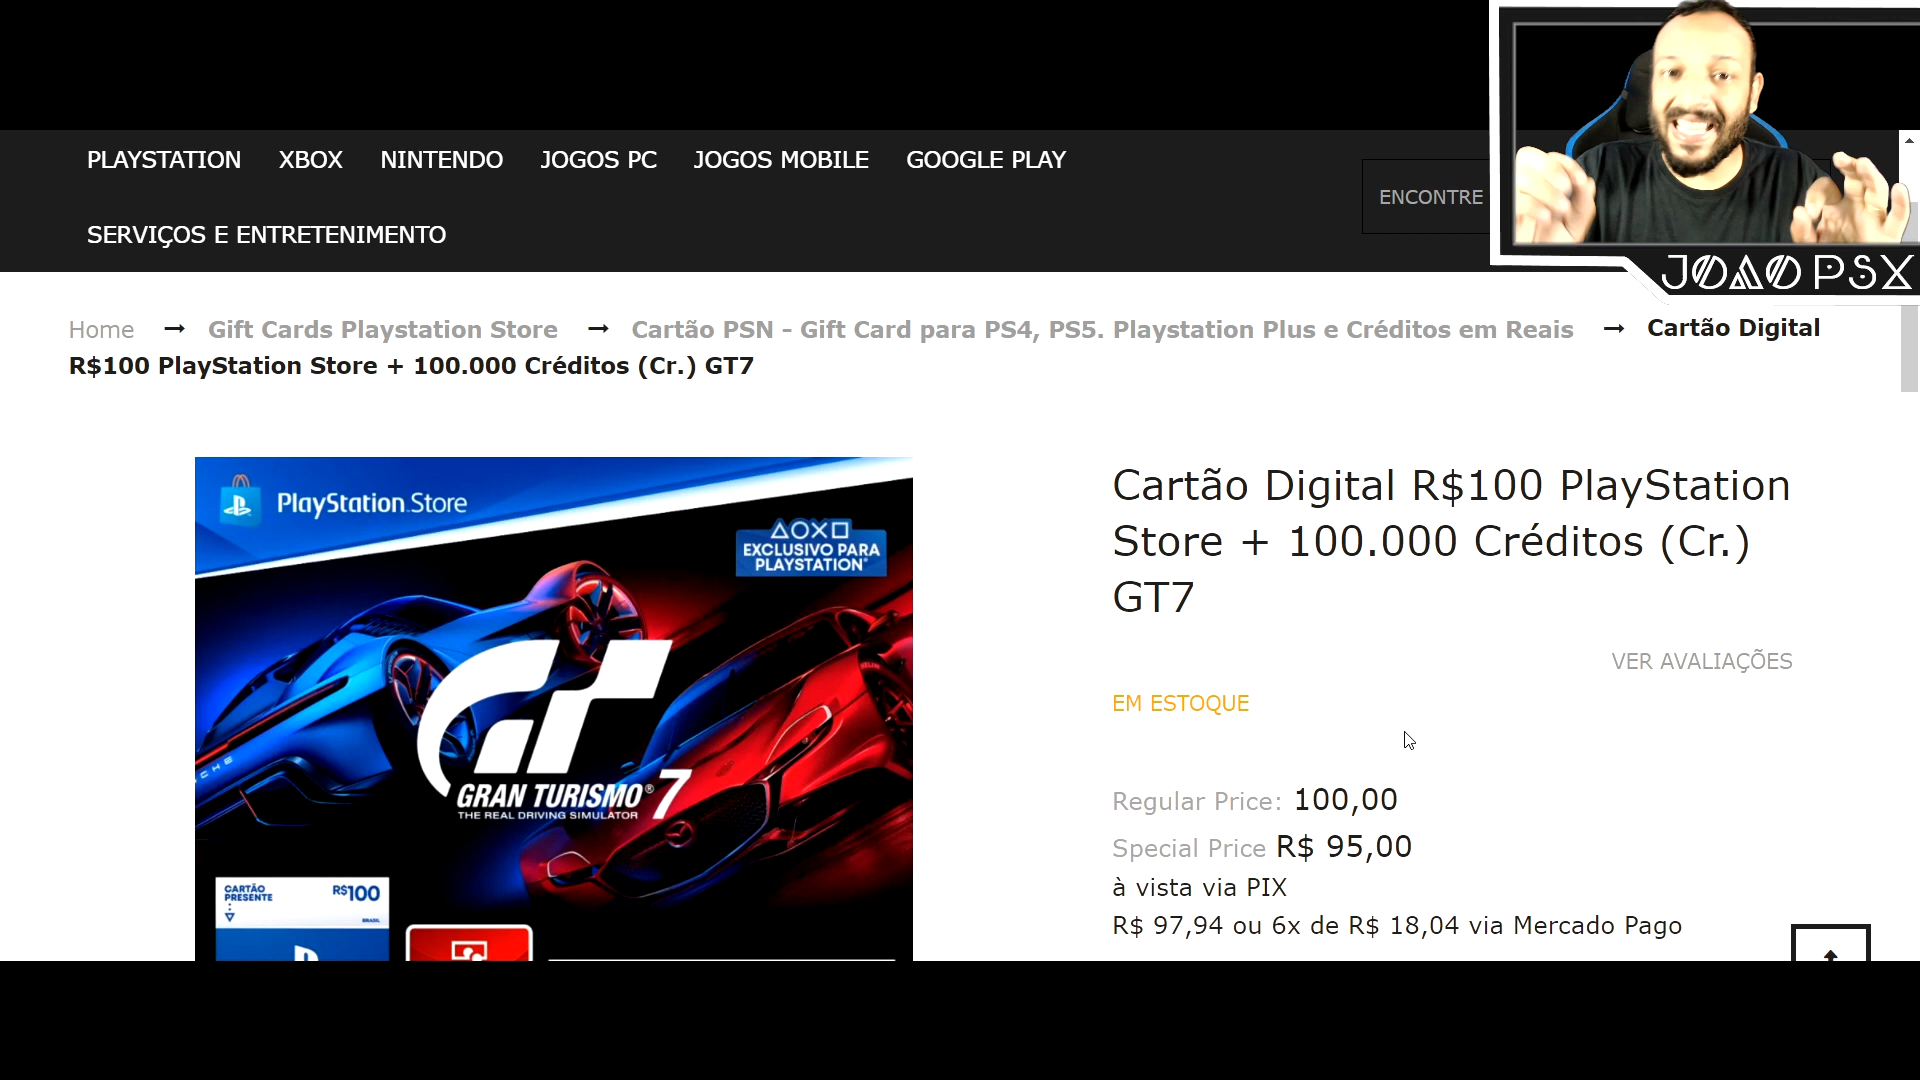 PLAYSTATION XBOX NINTENDO JOGOS PC JOGOS MOBILE GOOGLE PLAY
SERVIÇOS E ENTRETENIMENTO
ENCONTRE
JOAO PSX
Home → Gift Cards Playstation Store → Cartão PSN - Gift Card para PS4, PS5. Playstation Plus e Créditos em Reais → Cartão Digital
R$100 PlayStation Store + 100.000 Créditos (Cr.) GT7
PlayStation Store
EXCLUSIVO PARA
PLAYSTATION®
GRAN TURISMO® 7
THE REAL DRIVING SIMULATOR
CARTÃO
PRESENTE
R$100
BRASIL
Cartão Digital R$100 PlayStation
Store + 100.000 Créditos (Cr.)
GT7
VER AVALIAÇÕES
EM ESTOQUE
Regular Price: 100,00
Special Price R$ 95,00
à vista via PIX
R$ 97,94 ou 6x de R$ 18,04 via Mercado Pago